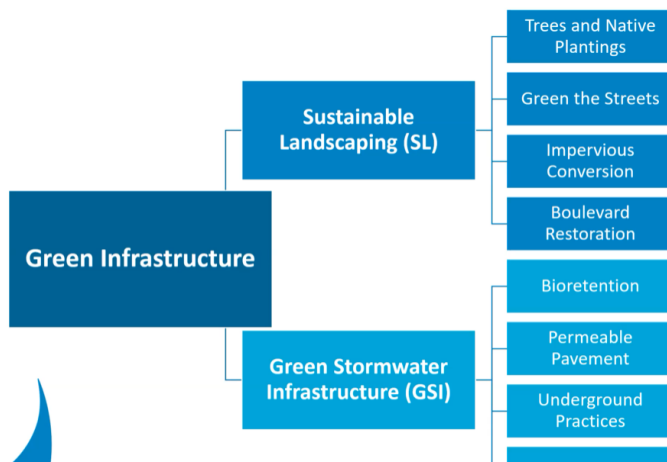 Trees and Native
Plantings
Green the Streets
Sustainable
Landscaping (SL)
Impervious
Conversion
Boulevard
Restoration
Green Infrastructure
Bioretention
Permeable
Pavement
Green Stormwater
Infrastructure (GSI)
Underground
Practices